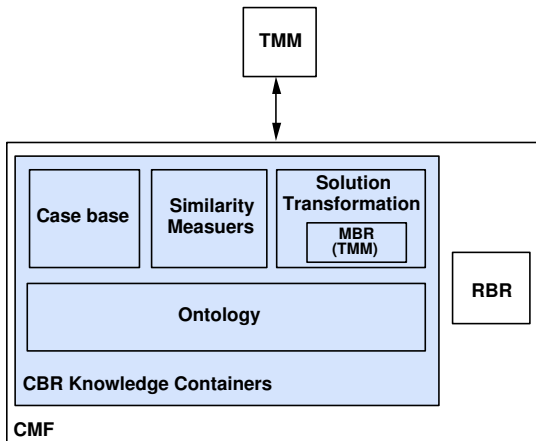 TMM
Case base
Similarity
Measuers
Solution
Transformation
MBR
(TMM)
RBR
Ontology
CBR Knowledge Containers
CMF